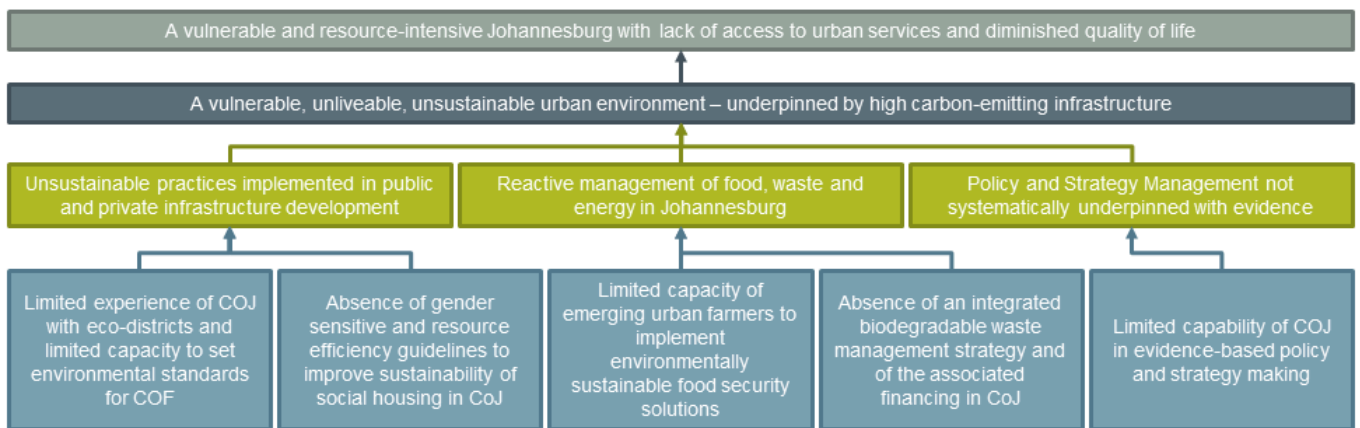 A vulnerable and resource-intensive Johannesburg with lack of access to urban services and diminished quality of life
A vulnerable, unliveable, unsustainable urban environment – underpinned by high carbon-emitting infrastructure
Unsustainable practices implemented in public
and private infrastructure development
Reactive management of food, waste and
energy in Johannesburg
Policy and Strategy Management not
systematically underpinned with evidence
Limited experience of COJ
with eco-districts and
limited capacity to set
environmental standards
for COF
Absence of gender
sensitive and resource
efficiency guidelines to
improve sustainability of
social housing in CoJ
Limited capacity of
emerging urban farmers to
implement
environmentally
sustainable food security
solutions
Absence of an integrated
biodegradable waste
management strategy and
of the associated
financing in CoJ
Limited capability of COJ
in evidence-based policy
and strategy making